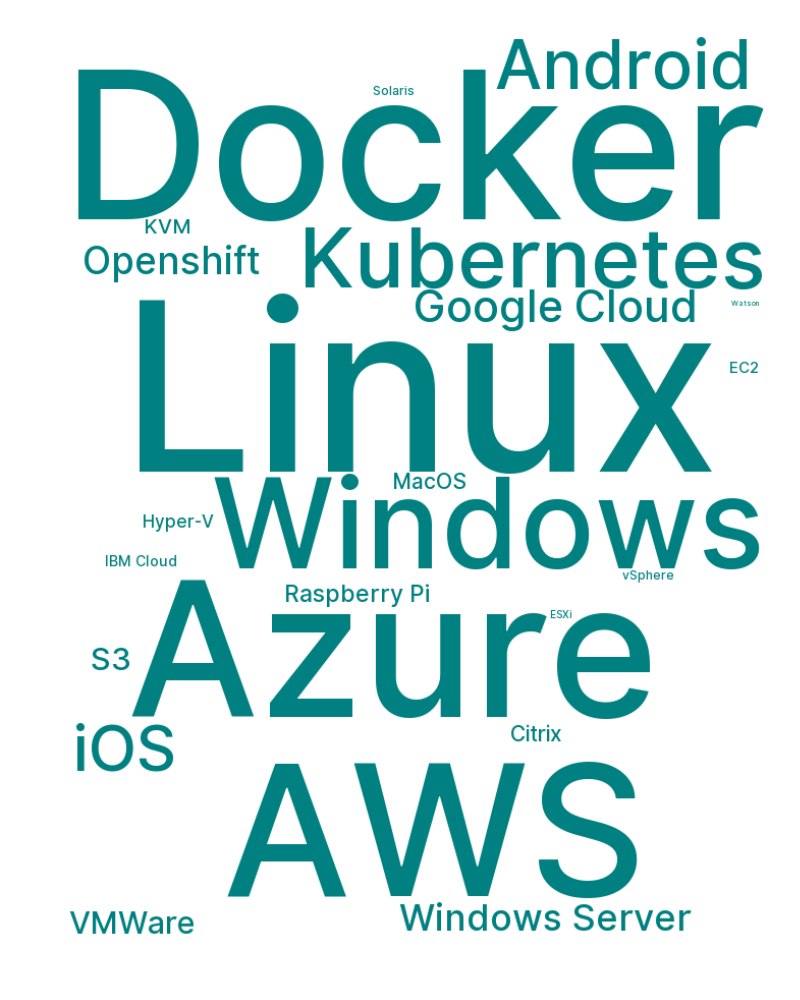 Android
Solaris
Docker
KVM
Openshift
Kubernetes
Google Cloud
Watson
Linux
EC2
MacOS
Hyper-V
Windows
IBM Cloud
vSphere
Raspberry Pi
ESXi
Azure
S3
iOS
Citrix
AWS
VMWare
Windows Server